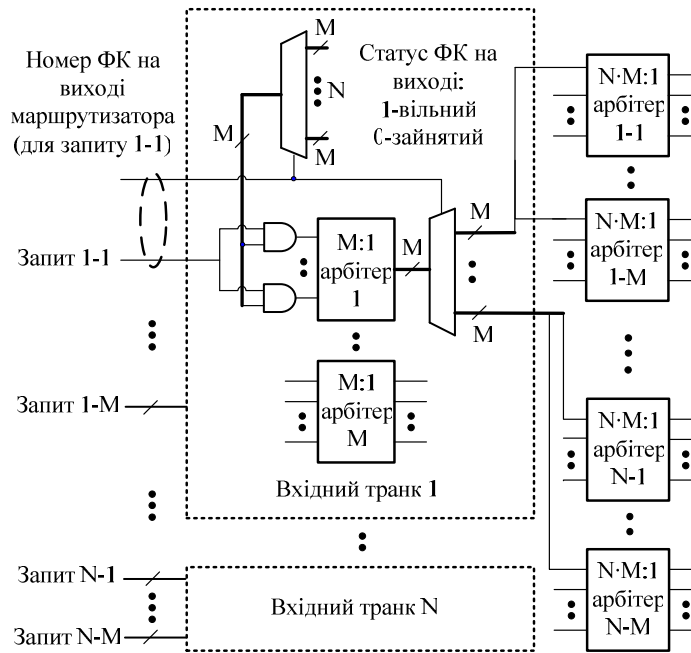 Номер ФК на
виході
маршрутизатора
(для запиту 1-1)
M
N
M
M
Статус ФК на
виході:
1-вільний
0-зайнятий
Запит 1-1
M:1
арбітер
1
M
M
M
M:1
арбітер
M
Запит 1-M
Вхідний транк 1
N·M:1
арбітер
1-1
N·M:1
арбітер
1-M
N·M:1
арбітер
N-1
N·M:1
арбітер
N-M
Запит N-1
Запит N-M
Вхідний транк N